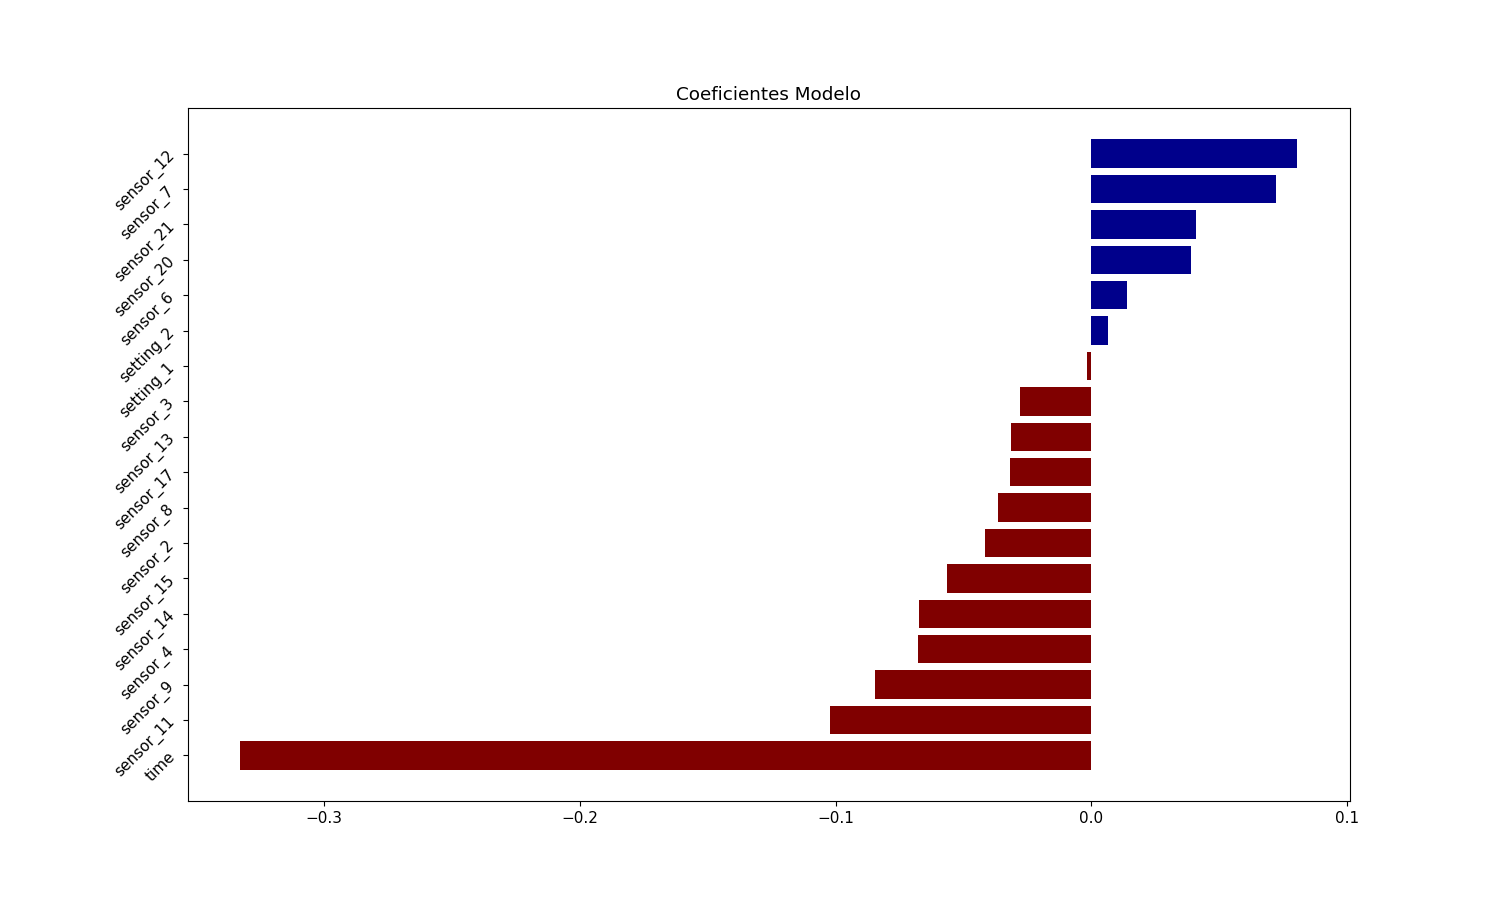 Coeficientes Modelo
sensor_12
sensor_7
sensor_21
sensor_20
sensor_6
setting_2
setting_1
sensor_3
sensor_13
sensor_17
sensor_8
sensor_2
sensor_15
sensor_14
sensor_4
sensor_9
sensor_11
time
−0.3 −0.2 −0.1 0.0 0.1